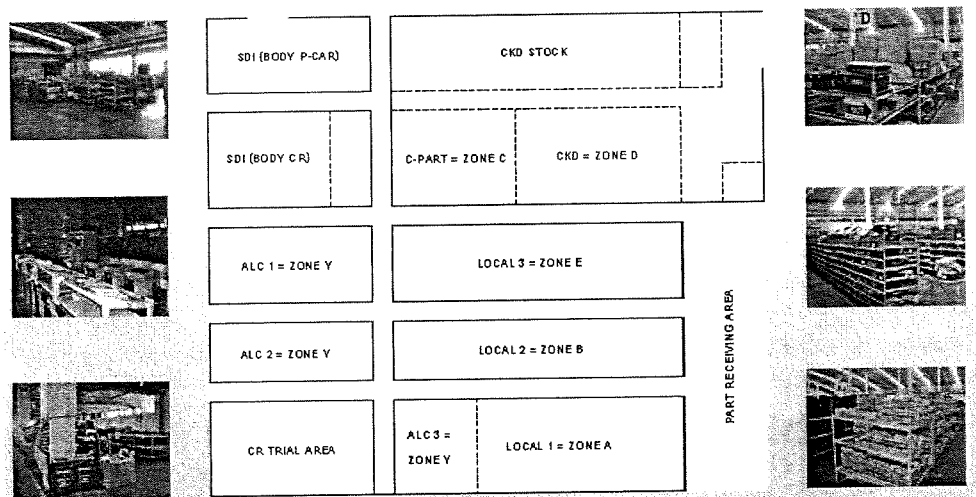 SDI (BODY P-CAR)
CKD STOCK
D
SDI (BODY CR)
C-PART = ZONE C
CKD = ZONE D
ALC 1 = ZONE Y
LOCAL 3 = ZONE E
ALC 2 = ZONE Y
LOCAL 2 = ZONE B
PART RECEIVING AREA
CR TRIAL AREA
ALC 3 =
ZONE Y
LOCAL 1 = ZONE A